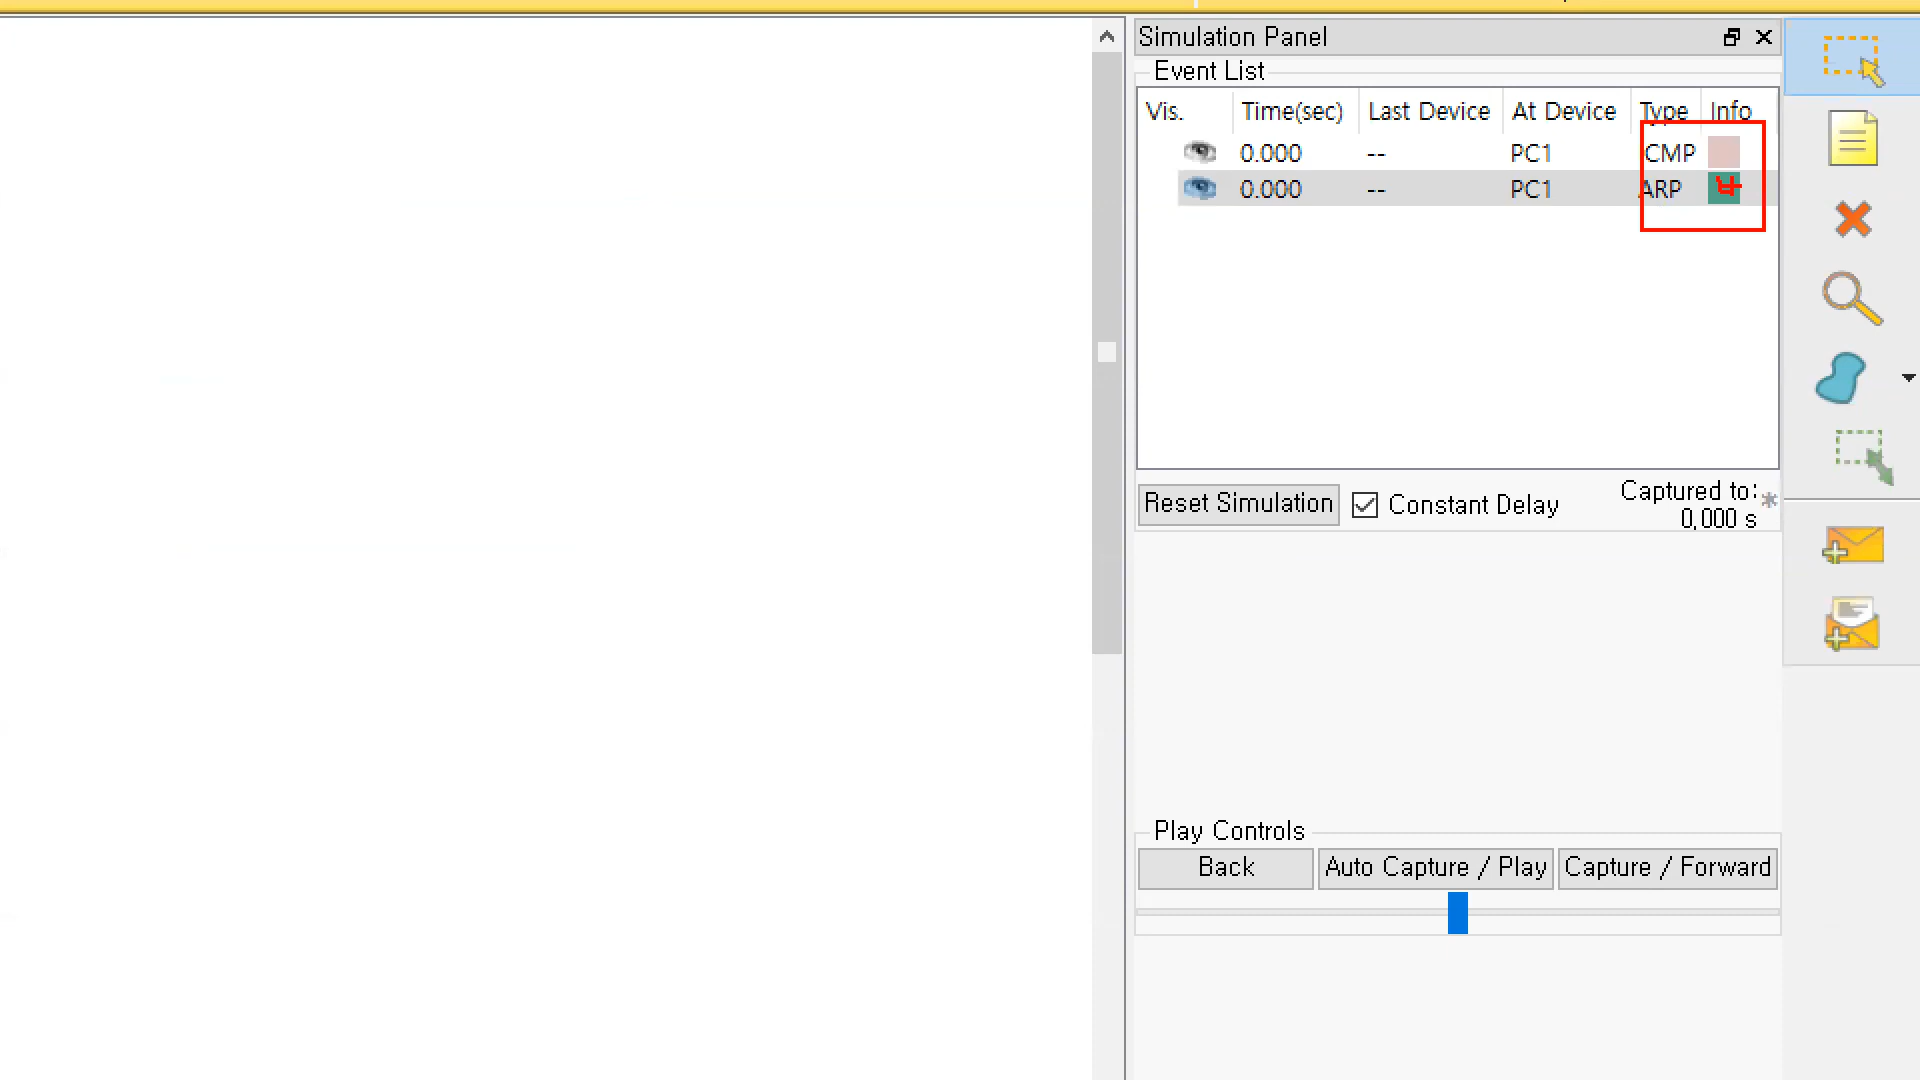 Simulation Panel
Event List
Vis. Time(sec) Last Device At Device Type Info
0.000 -- PC1 ICMP
0.000 -- PC1 ARP
Reset Simulation Constant Delay Captured to: *
0.000 s
Play Controls
Back Auto Capture / Play Capture / Forward